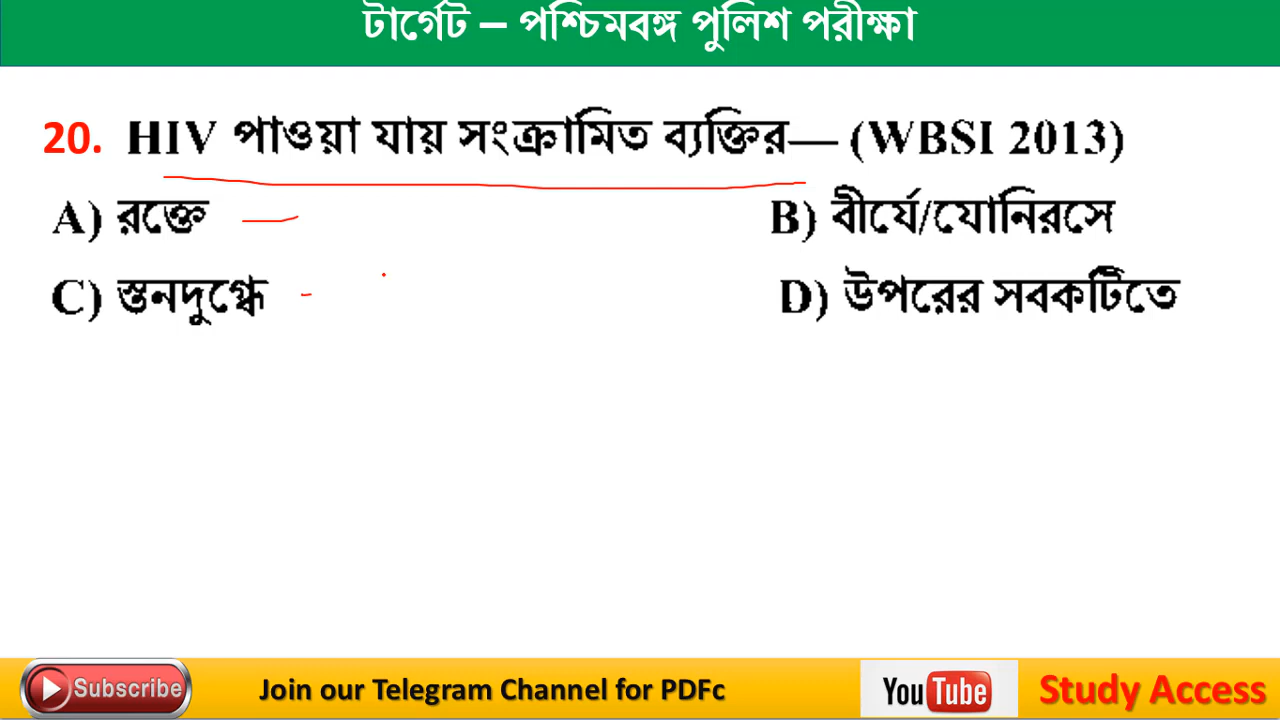 টার্গেট – পশ্চিমবঙ্গ পুলিশ পরীক্ষা
20. HIV পাওয়া যায় সংক্রামিত ব্যক্তির— (WBSI 2013)
A) রক্তে B) বীর্যে/যোনিরসে
C) স্তনদুগ্ধে D) উপরের সবকটিতে
Subscribe Join our Telegram Channel for PDFc YouTube Study Access